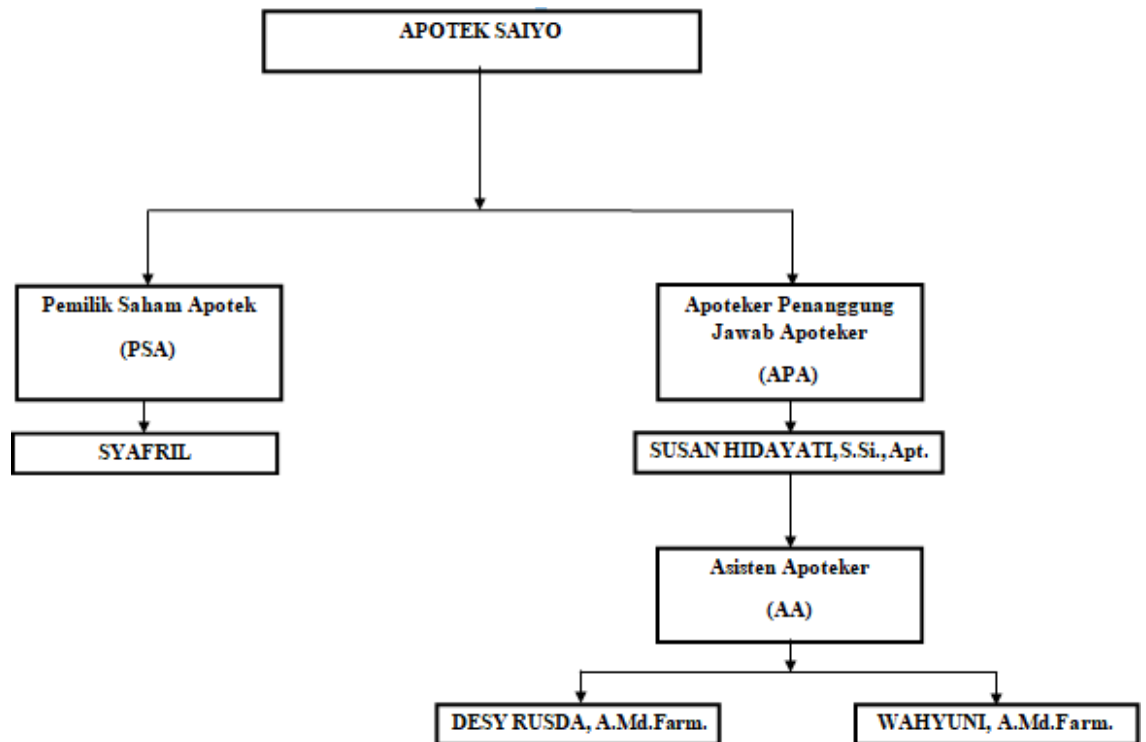 APOTEK SAIYO
Pemilik Saham Apotek
(PSA)
SYAFRIL
Apoteker Penanggung
Jawab Apoteker
(APA)
SUSAN HIDAYATI, S.Si., Apt.
Asisten Apoteker
(AA)
DESY RUSDA, A.Md.Farm.
WAHYUNI, A.Md.Farm.